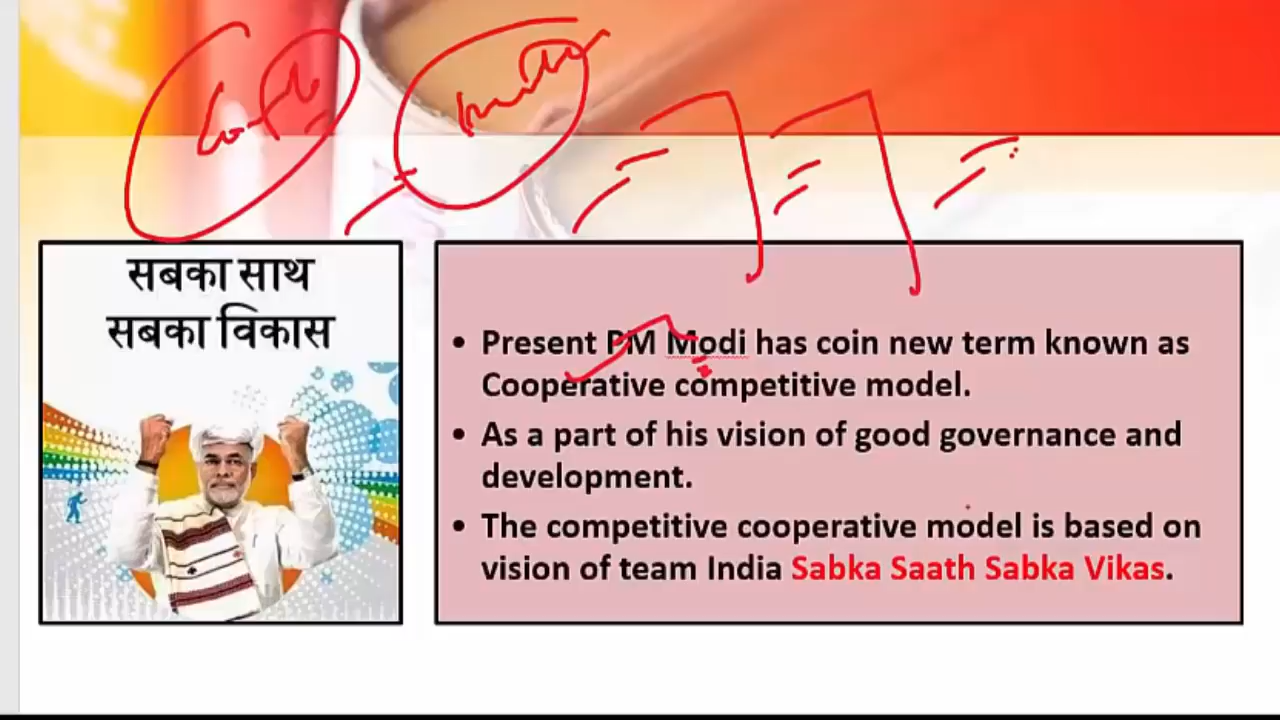 सबका साथ
सबका विकास
• Present PM Modi has coin new term known as
Cooperative competitive model.
• As a part of his vision of good governance and
development.
• The competitive cooperative model is based on
vision of team India Sabka Saath Sabka Vikas.